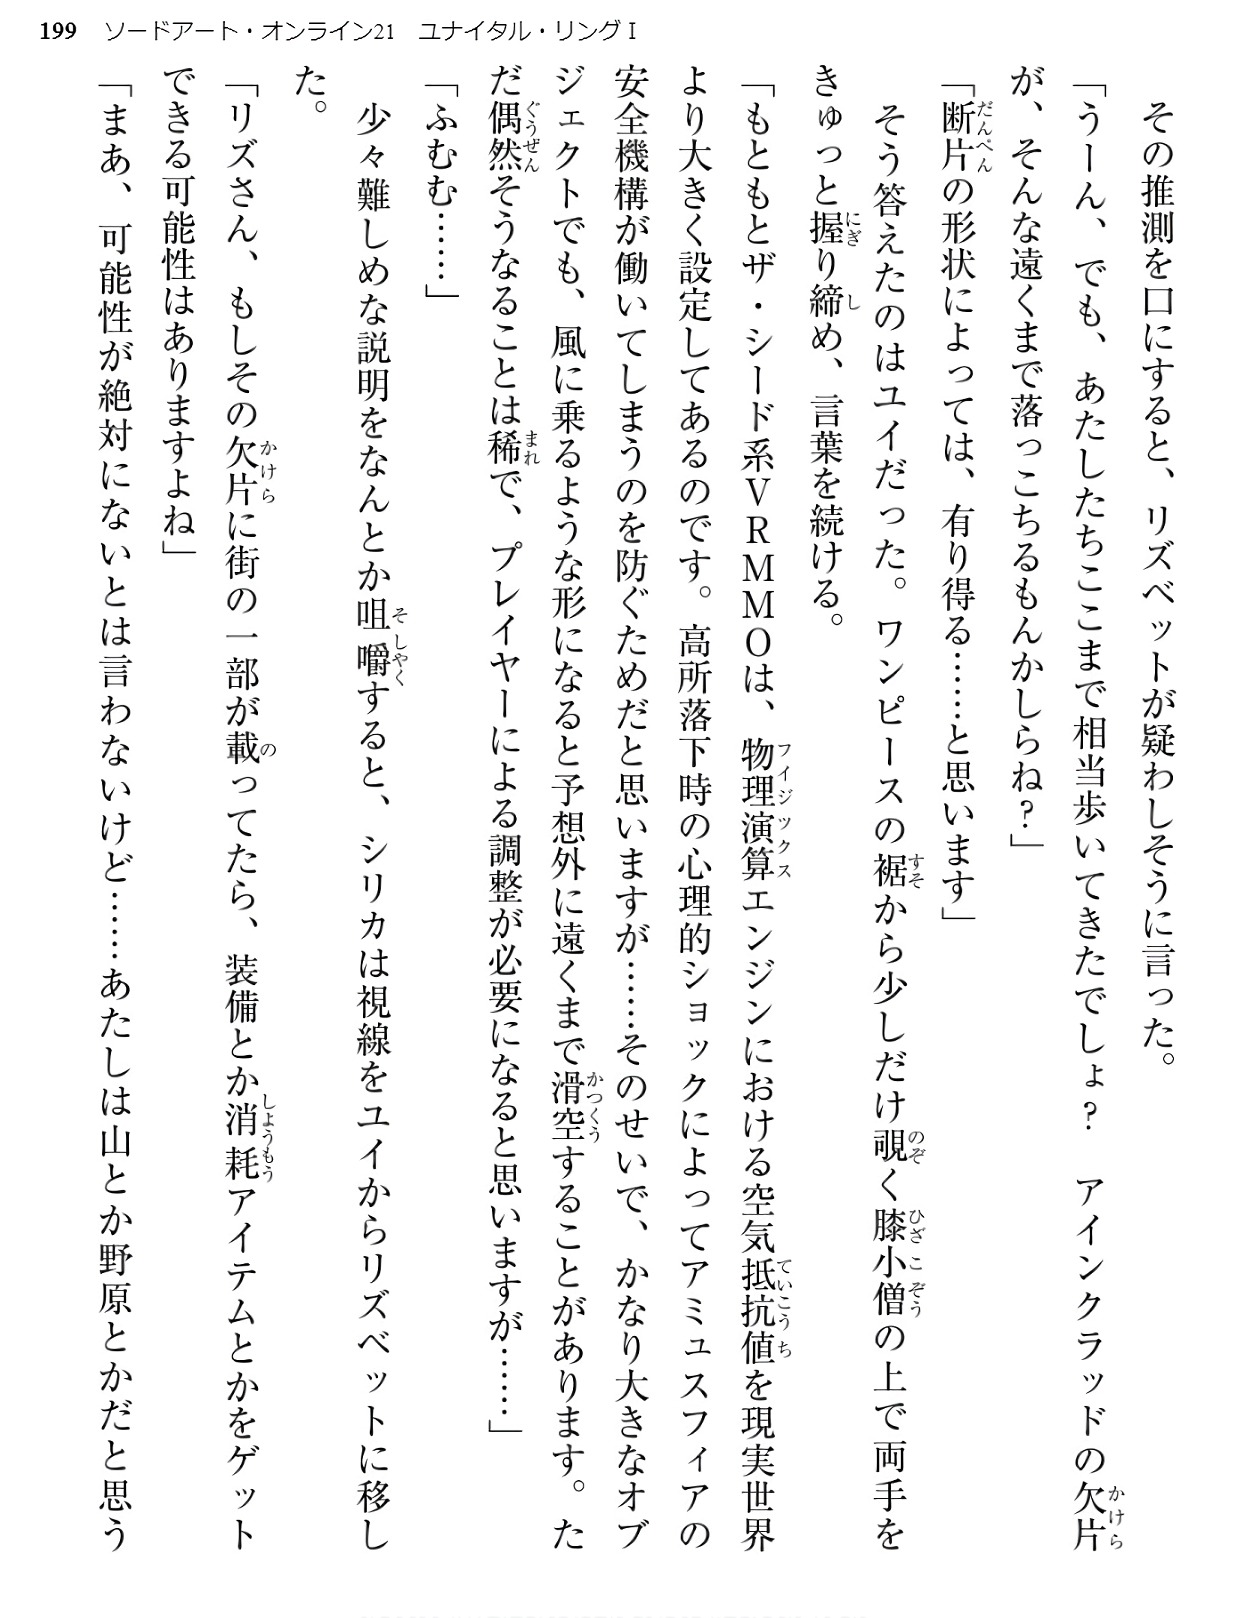 199　ソードアート・オンライン21　ユナイタル・リングⅠ
　その推測を口にすると、リズベットが疑わしそうに言った。
「うーん、でも、あたしたちここまで相当歩いてきたでしょ？　アインクラッドの欠片
が、そんな遠くまで落っこちるもんかしらね？」
「断片の形状によっては、有り得る……と思います」
　そう答えたのはユイだった。ワンピースの裾から少しだけ覗く膝小僧の上で両手を
きゅっと握り締め、言葉を続ける。
「もともとザ・シード系ＶＲＭＭＯは、物理演算エンジンにおける空気抵抗値を現実世界
より大きく設定してあるのです。高所落下時の心理的ショックによってアミュスフィアの
安全機構が働いてしまうのを防ぐためだと思いますが……そのせいで、かなり大きなオブ
ジェクトでも、風に乗るような形になると予想外に遠くまで滑空することがあります。た
だ偶然そうなることは稀で、プレイヤーによる調整が必要になると思いますが……」
「ふむむ……」
　少々難しめな説明をなんとか咀嚼すると、シリカは視線をユイからリズベットに移し
た。
「リズさん、もしその欠片に街の一部が載ってたら、装備とか消耗アイテムとかをゲット
できる可能性はありますよね」
「まあ、可能性が絶対にないとは言わないけど……あたしは山とか野原とかだと思う